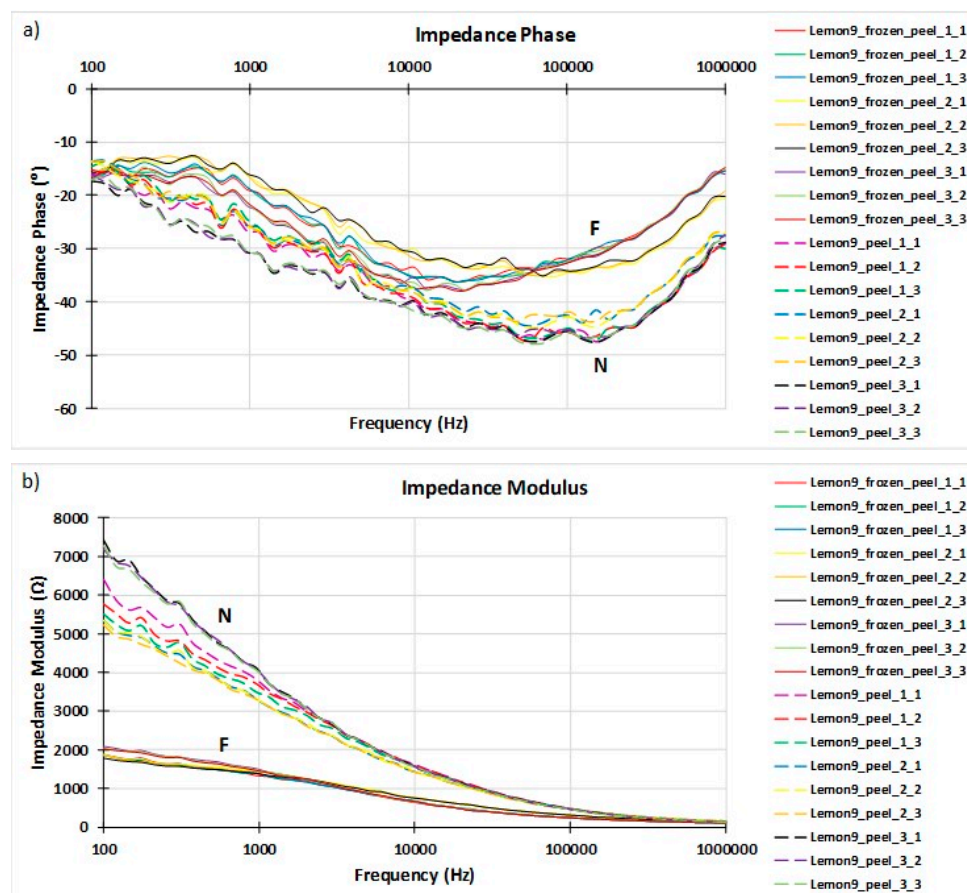 a)
Impedance Phase
100 1000 10000 100000 1000000
0
-10
-20
-30
-40
-50
-60
Impedance Phase (°)
F
N
Frequency (Hz)
Lemon9_frozen_peel_1_1
Lemon9_frozen_peel_1_2
Lemon9_frozen_peel_1_3
Lemon9_frozen_peel_2_1
Lemon9_frozen_peel_2_2
Lemon9_frozen_peel_2_3
Lemon9_frozen_peel_3_1
Lemon9_frozen_peel_3_2
Lemon9_frozen_peel_3_3
Lemon9_peel_1_1
Lemon9_peel_1_2
Lemon9_peel_1_3
Lemon9_peel_2_1
Lemon9_peel_2_2
Lemon9_peel_2_3
Lemon9_peel_3_1
Lemon9_peel_3_2
Lemon9_peel_3_3
b)
Impedance Modulus
8000
7000
6000
5000
4000
3000
2000
1000
0
Impedance Modulus (Ω)
N
F
100 1000 10000 100000 1000000
Frequency (Hz)
Lemon9_frozen_peel_1_1
Lemon9_frozen_peel_1_2
Lemon9_frozen_peel_1_3
Lemon9_frozen_peel_2_1
Lemon9_frozen_peel_2_2
Lemon9_frozen_peel_2_3
Lemon9_frozen_peel_3_1
Lemon9_frozen_peel_3_2
Lemon9_frozen_peel_3_3
Lemon9_peel_1_1
Lemon9_peel_1_2
Lemon9_peel_1_3
Lemon9_peel_2_1
Lemon9_peel_2_2
Lemon9_peel_2_3
Lemon9_peel_3_1
Lemon9_peel_3_2
Lemon9_peel_3_3